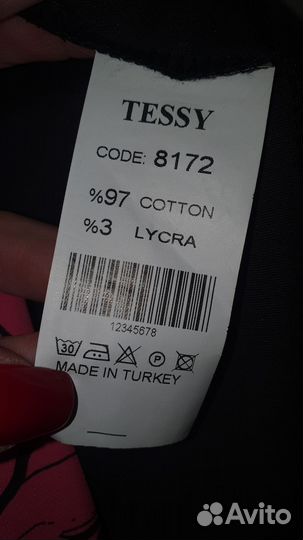 TESSY
CODE: 8172
%97 COTTON
%3 LYCRA
12345678
30 P
MADE IN TURKEY
Avito